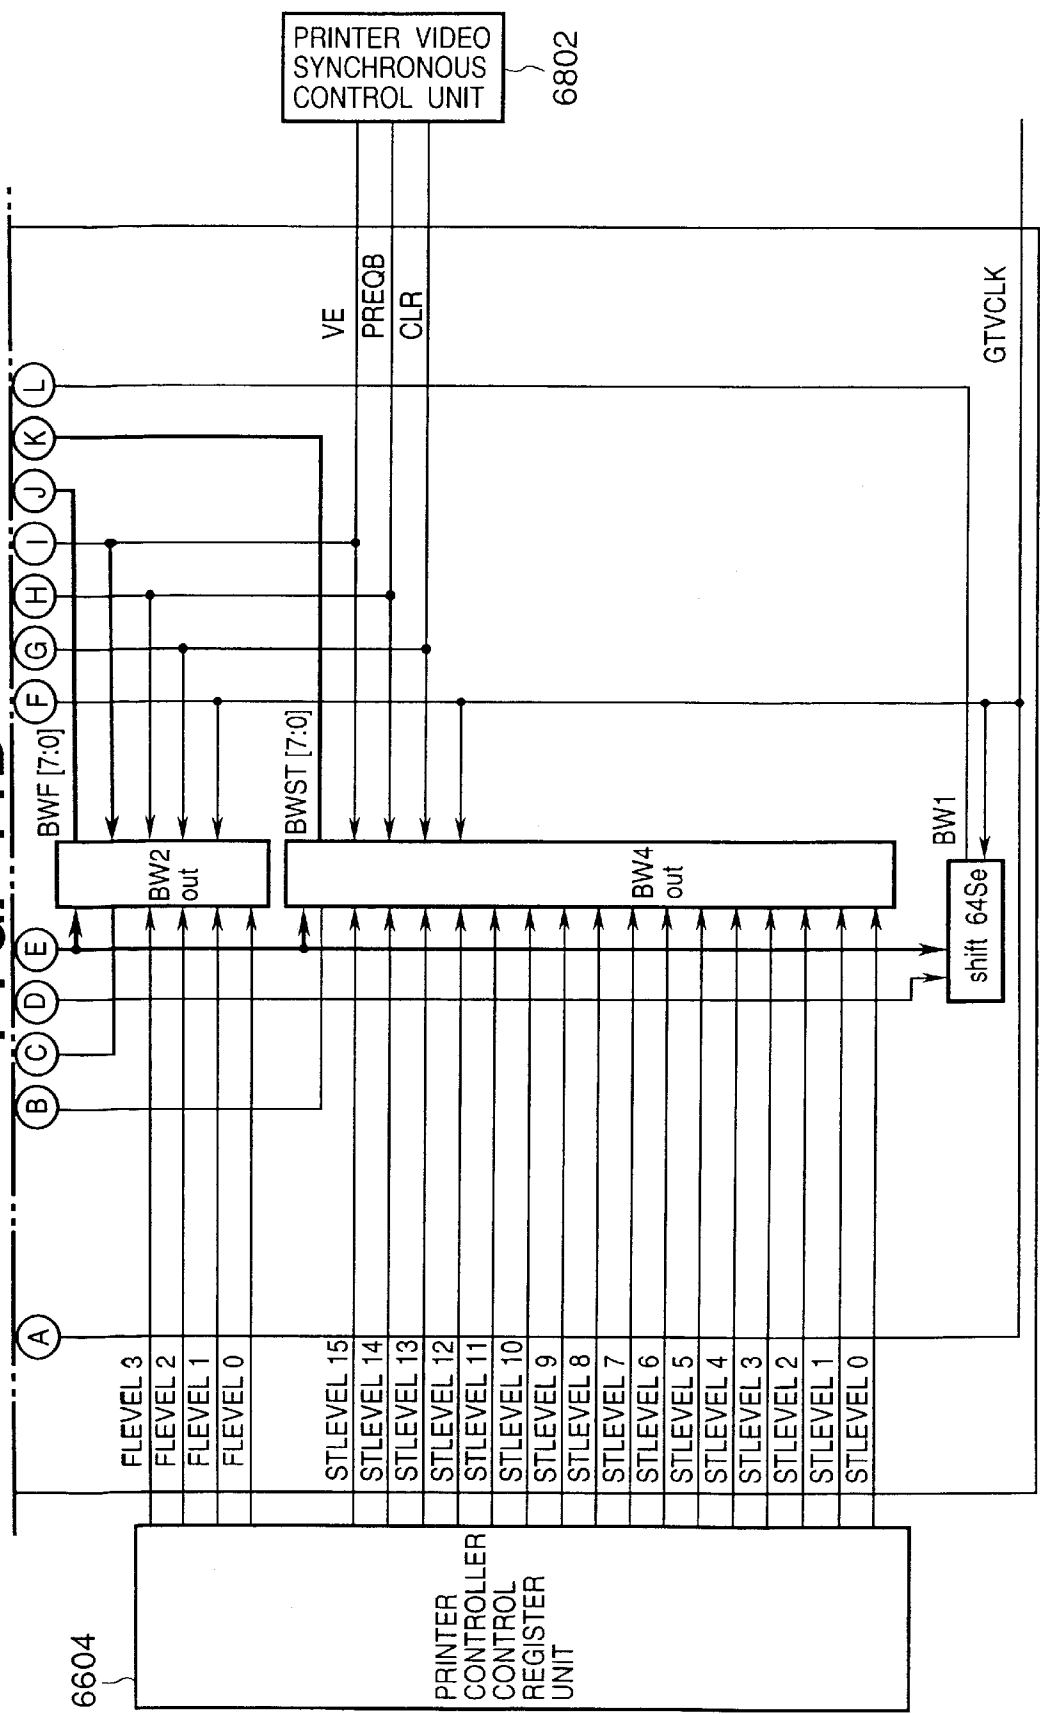 A
B
C
D
E
F
G
H
I
J
K
L
6604
PRINTER
CONTROLLER
CONTROL
REGISTER
UNIT
FLEVEL 3
FLEVEL 2
FLEVEL 1
FLEVEL 0
STLEVEL 15
STLEVEL 14
STLEVEL 13
STLEVEL 12
STLEVEL 11
STLEVEL 10
STLEVEL 9
STLEVEL 8
STLEVEL 7
STLEVEL 6
STLEVEL 5
STLEVEL 4
STLEVEL 3
STLEVEL 2
STLEVEL 1
STLEVEL 0
BW2
out
BWF [7:0]
BW4
out
BWST [7:0]
shift 64Se
BW1
VE
PREQB
CLR
GTVCLK
PRINTER VIDEO
SYNCHRONOUS
CONTROL UNIT
6802